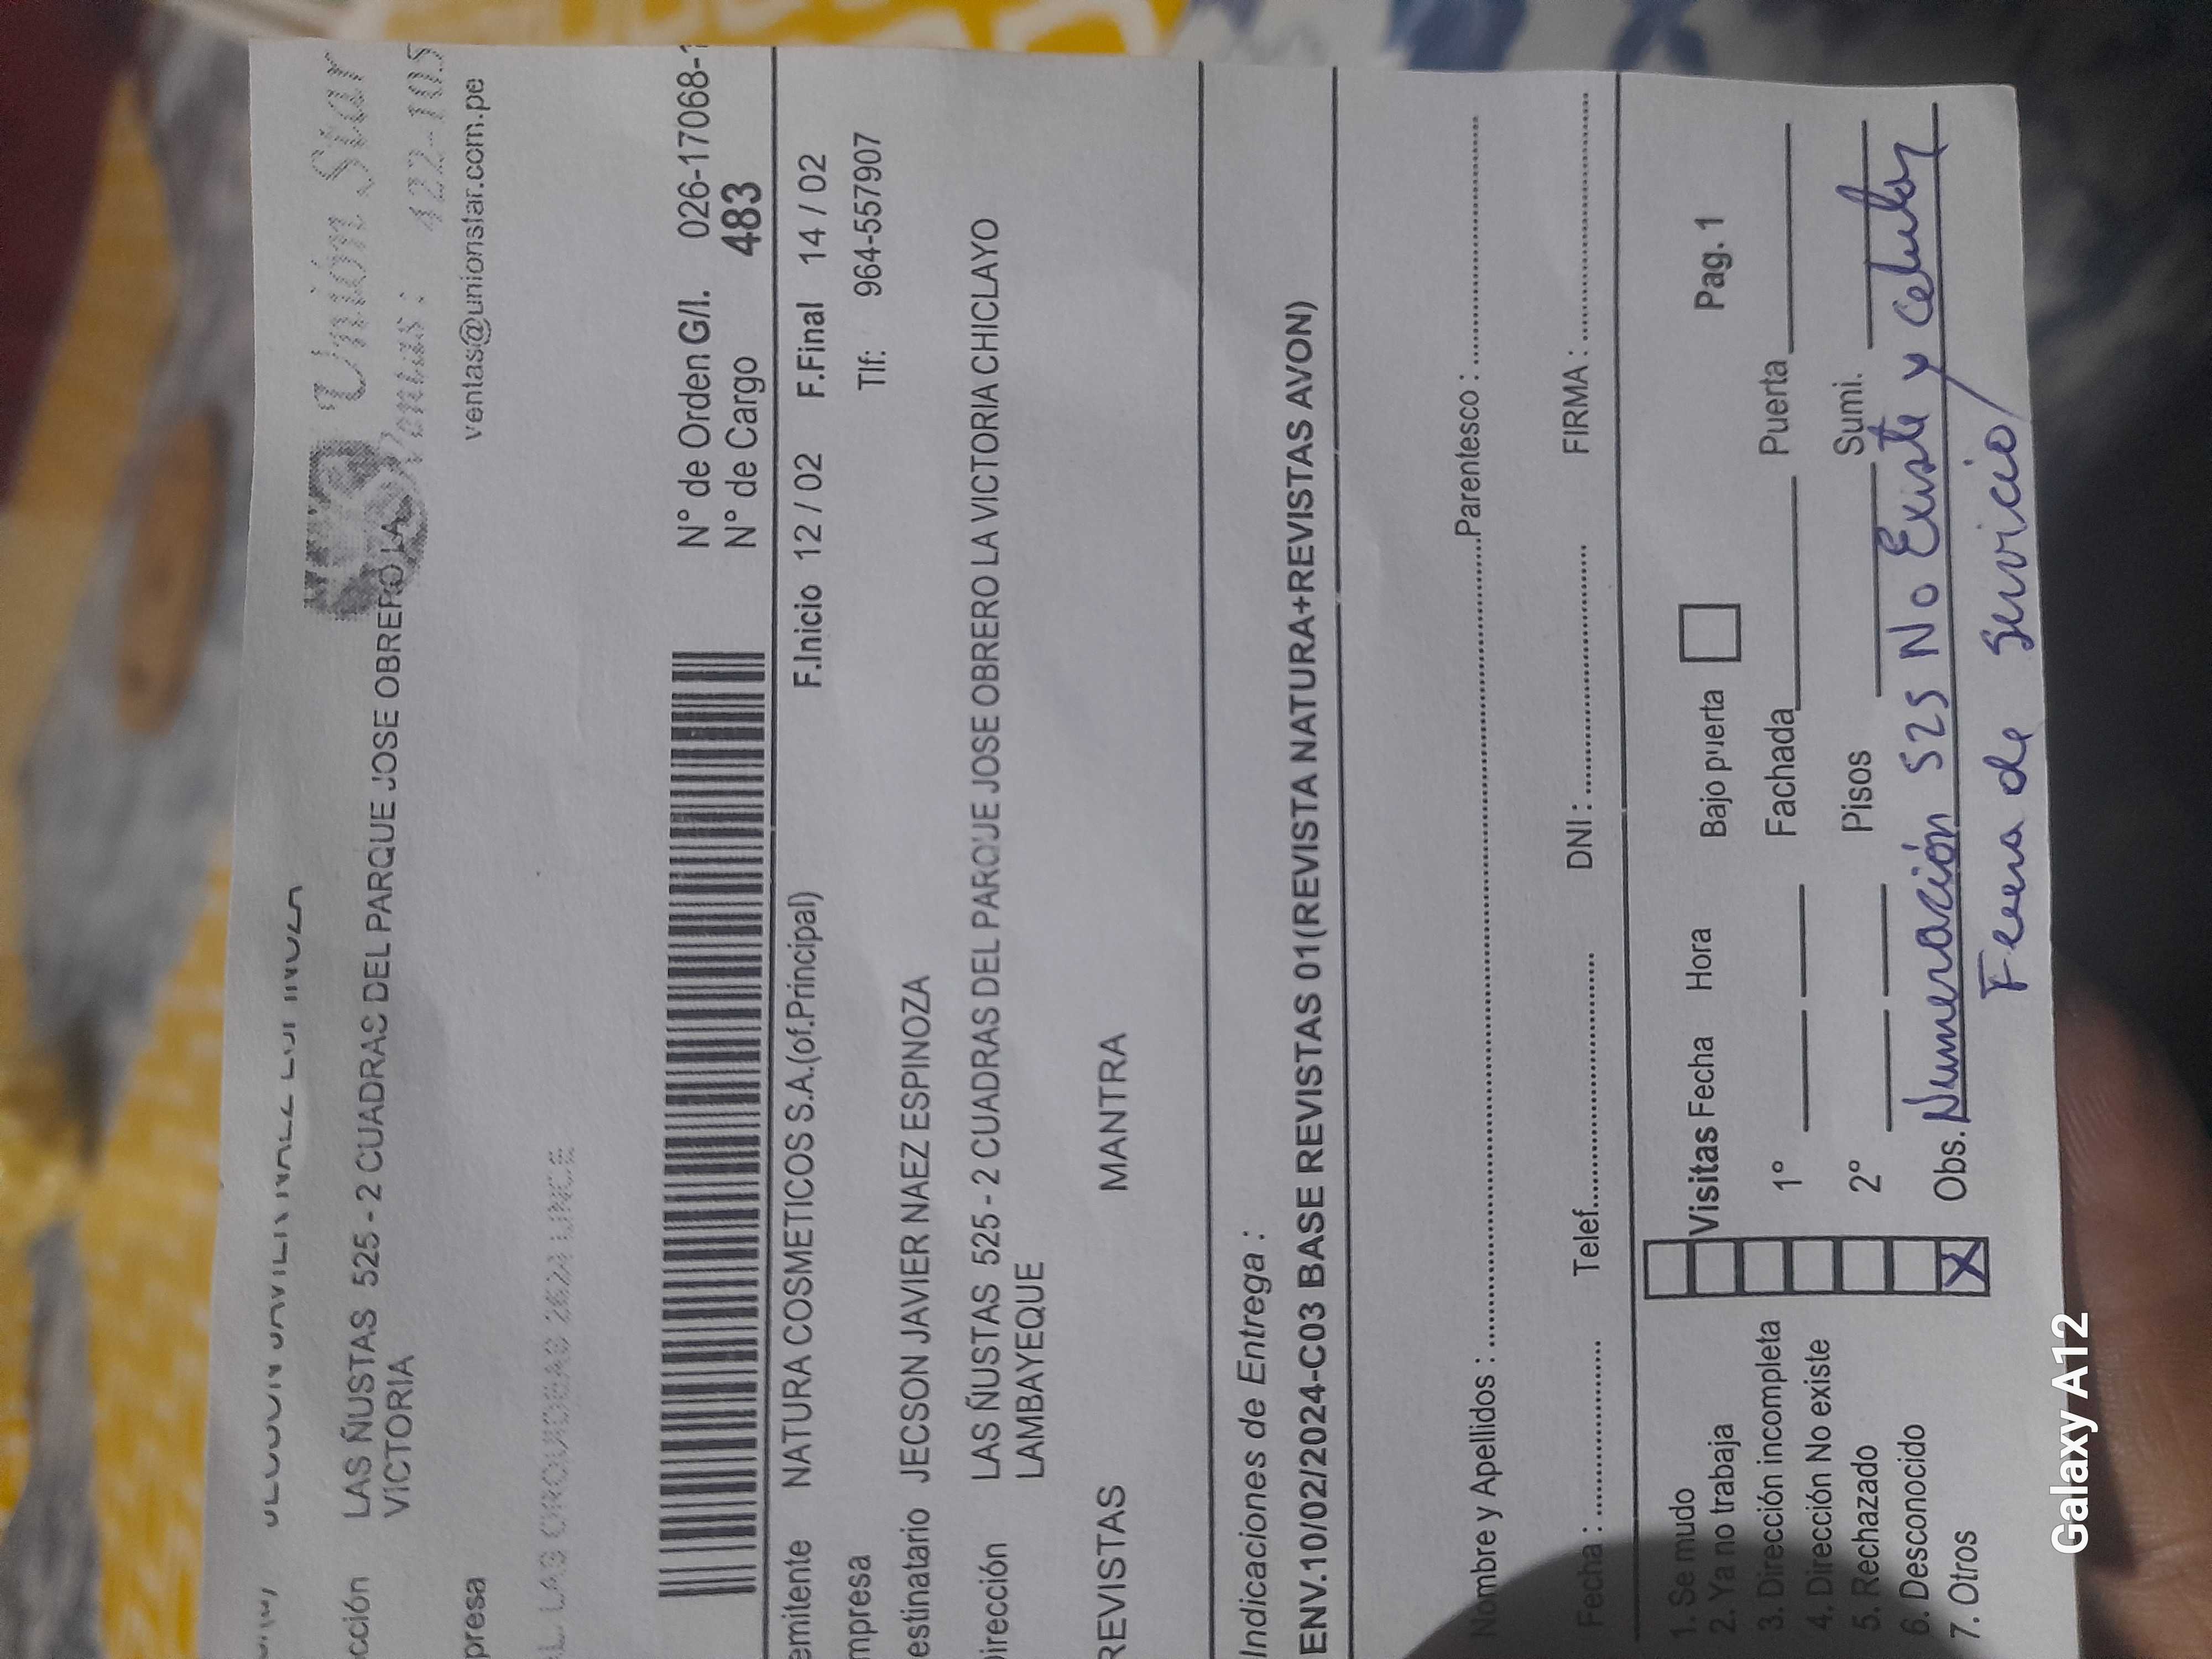 Unión Star
Ventas: 422-105
ventas@unionstar.com.pe
cción LAS ÑUSTAS 525 - 2 CUADRAS DEL PARQUE JOSE OBRERO LA
VICTORIA
presa
N° de Orden G/I. 026-17068-1
N° de Cargo 483
F.Inicio 12 / 02 F.Final 14 / 02
emitente NATURA COSMETICOS S.A.(of.Principal)
mpresa Tlf: 964-557907
estinatario JECSON JAVIER NAEZ ESPINOZA
irección LAS ÑUSTAS 525 - 2 CUADRAS DEL PARQUE JOSE OBRERO LA VICTORIA CHICLAYO
LAMBAYEQUE
REVISTAS MANTRA
Indicaciones de Entrega :
ENV.10/02/2024-C03 BASE REVISTAS 01(REVISTA NATURA+REVISTAS AVON)
Nombre y Apellidos : Parentesco :
Fecha : Telef. DNI : FIRMA :
1. Se mudo
2. Ya no trabaja
3. Dirección incompleta
4. Dirección No existe
5. Rechazado
6. Desconocido
7. Otros X
Visitas Fecha Hora Bajo puerta Pag. 1
1° Fachada Puerta
2° Pisos Sumi.
Obs. Numeración 525 No Existe y celular
Fuera de servicio
Galaxy A12